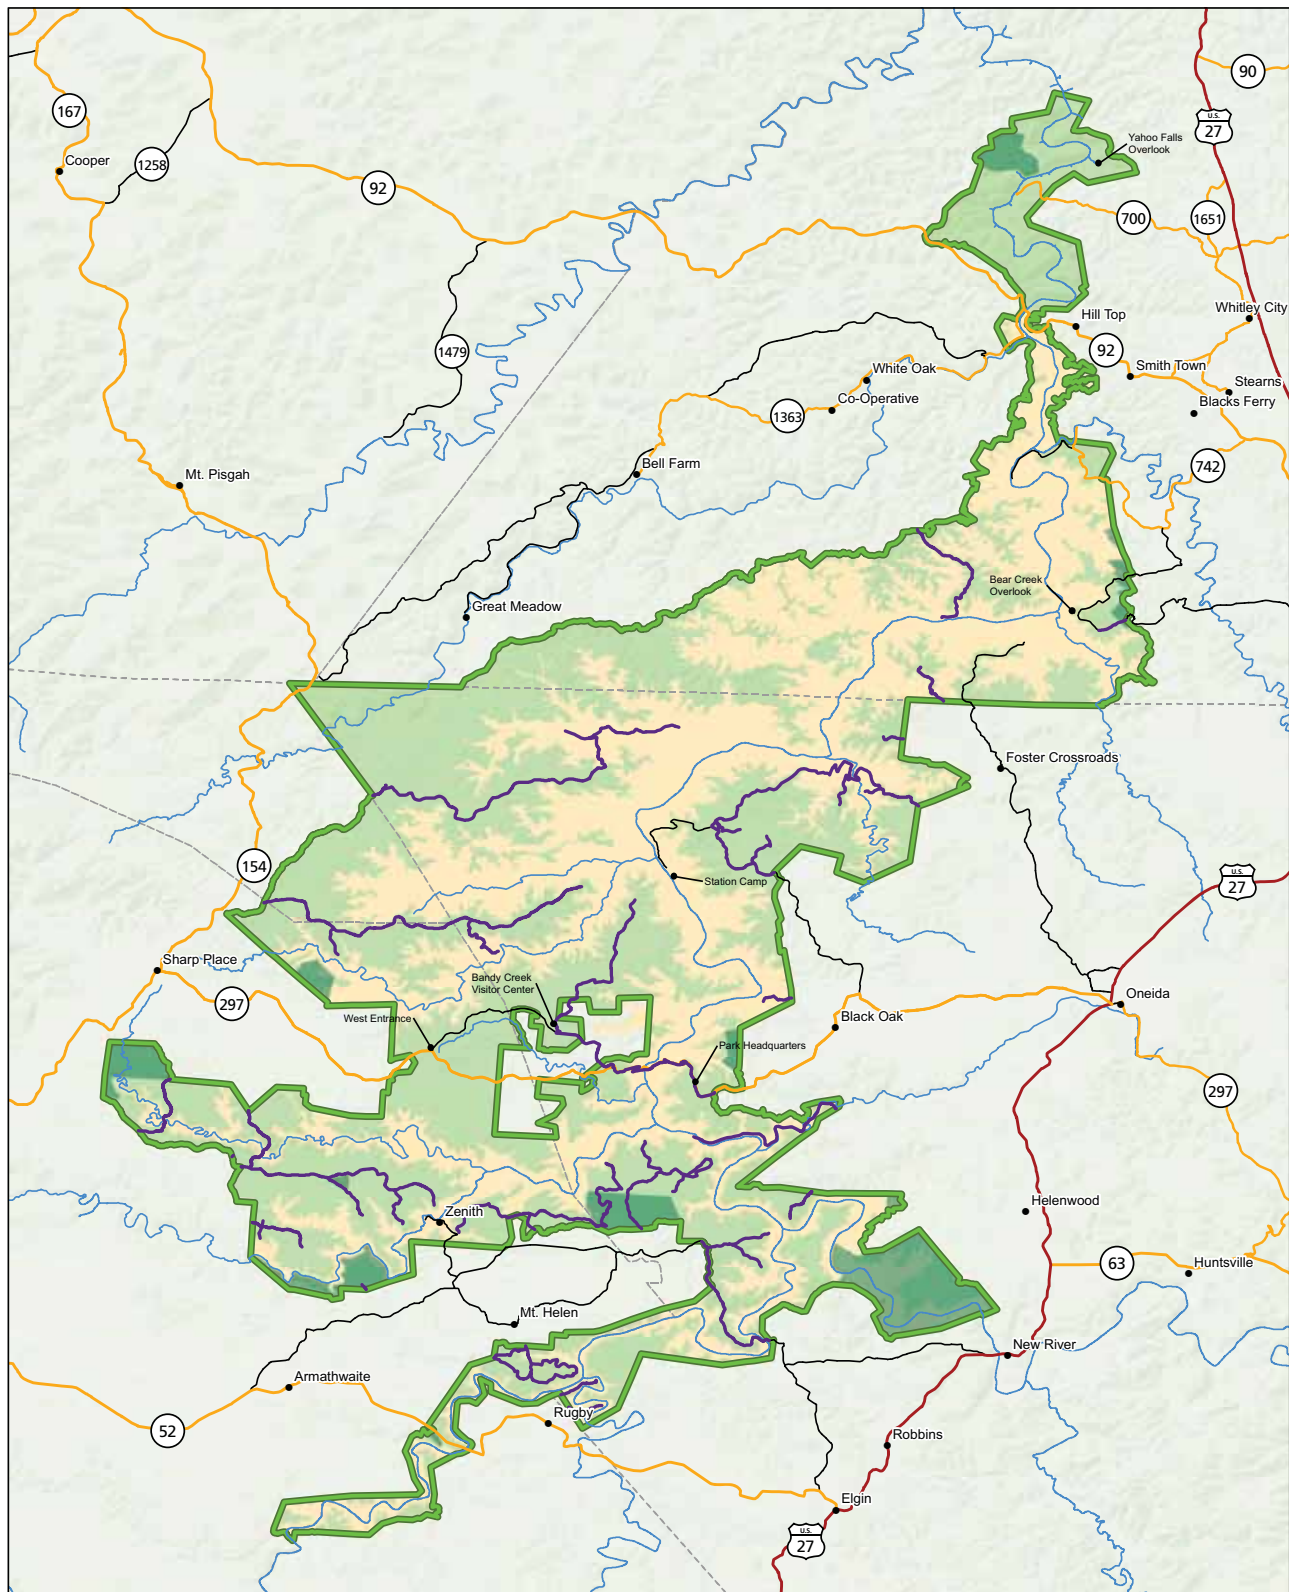 90
167
U.S.
27
Yahoo Falls
Overlook
Cooper
1258
92
700
1651
Whitley City
Hill Top
1479
92
Smith Town
White Oak
Stearns
Co-Operative
Blacks Ferry
1363
Bell Farm
742
Mt. Pisgah
Bear Creek
Overlook
Great Meadow
Foster Crossroads
154
Station Camp
U.S.
27
Sharp Place
Bandy Creek
Visitor Center
297
Oneida
West Entrance
Black Oak
Park Headquarters
297
Helenwood
Zenith
63
Huntsville
Mt. Helen
New River
Armathwaite
Rugby
52
Robbins
Elgin
U.S.
27